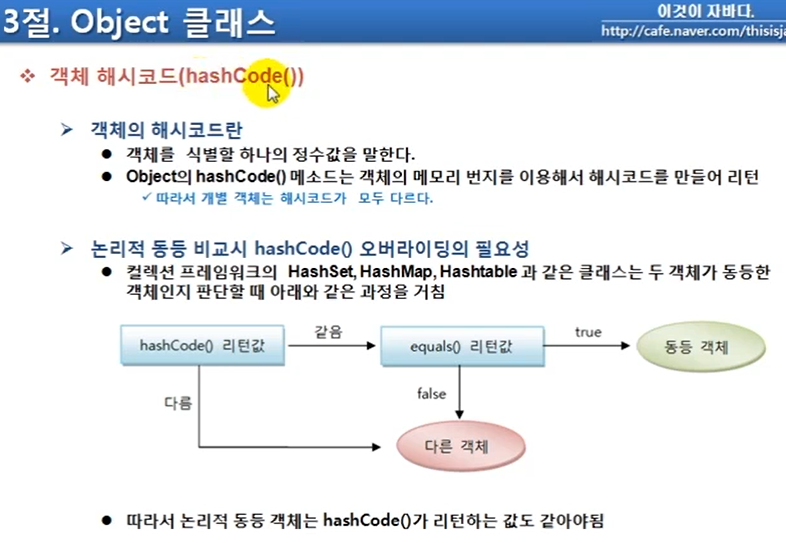 3절. Object 클래스
이것이 자바다.
http://cafe.naver.com/thisisja
객체 해시코드(hashCode())
객체의 해시코드란
객체를 식별할 하나의 정수값을 말한다.
Object의 hashCode() 메소드는 객체의 메모리 번지를 이용해서 해시코드를 만들어 리턴
따라서 개별 객체는 해시코드가 모두 다르다.
논리적 동등 비교시 hashCode() 오버라이딩의 필요성
컬렉션 프레임워크의 HashSet, HashMap, Hashtable 과 같은 클래스는 두 객체가 동등한
객체인지 판단할 때 아래와 같은 과정을 거침
hashCode() 리턴값
같음
equals() 리턴값
true
동등 객체
다름
false
다른 객체
따라서 논리적 동등 객체는 hashCode()가 리턴하는 값도 같아야됨